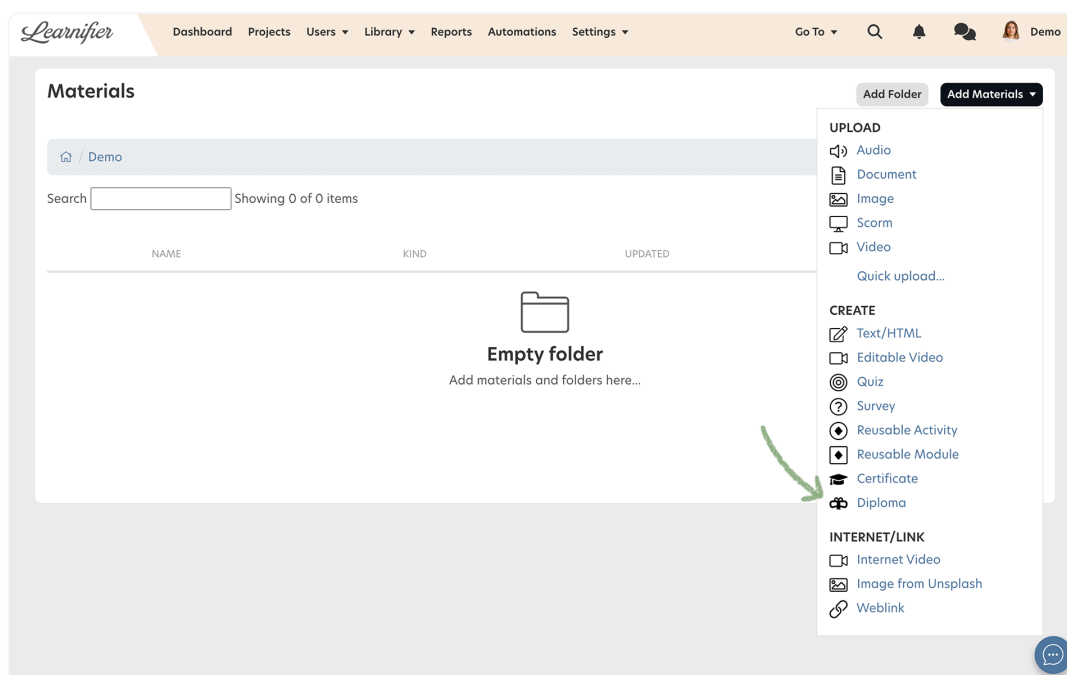 Learnifier Dashboard Projects Users Library Reports Automations Settings Go To Demo
Materials Add Folder Add Materials
/ Demo
Search Showing 0 of 0 items
NAME KIND UPDATED
Empty folder
Add materials and folders here...
UPLOAD
Audio
Document
Image
Scorm
Video
Quick upload...
CREATE
Text/HTML
Editable Video
Quiz
Survey
Reusable Activity
Reusable Module
Certificate
Diploma
INTERNET/LINK
Internet Video
Image from Unsplash
Weblink